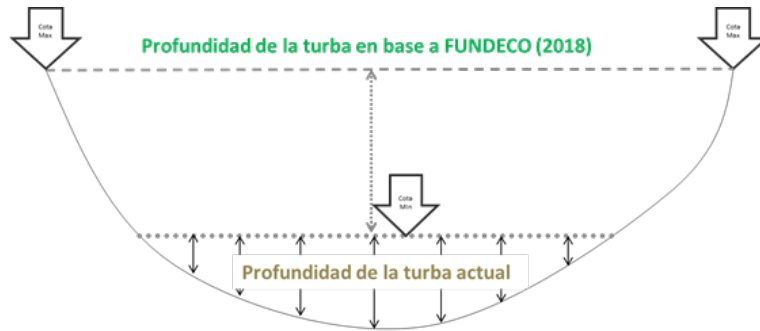 Cota
Max
Cota
Max
Profundidad de la turba en base a FUNDECO (2018)
Cota
Min
Profundidad de la turba actual